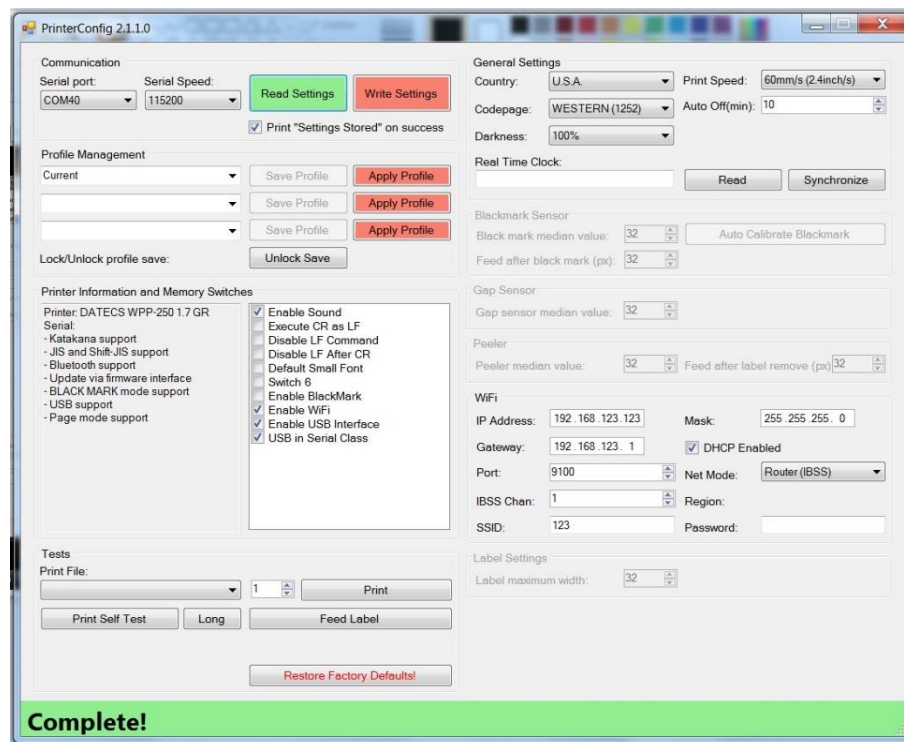 PrinterConfig 2.1.1.0
Communication
Serial port: Serial Speed:
COM40 115200 Read Settings Write Settings
Print "Settings Stored" on success
Profile Management
Current Save Profile Apply Profile
Save Profile Apply Profile
Save Profile Apply Profile
Lock/Unlock profile save: Unlock Save
Printer Information and Memory Switches
Printer: DATECS WPP-250 1.7 GR
Serial:
- Katakana support
- JIS and Shift-JIS support
- Bluetooth support
- Update via firmware interface
- BLACK MARK mode support
- USB support
- Page mode support
Enable Sound
Execute CR as LF
Disable LF Command
Disable LF After CR
Default Small Font
Switch 6
Enable BlackMark
Enable WiFi
Enable USB Interface
USB in Serial Class
Tests
Print File:
1 Print
Print Self Test Long Feed Label
Restore Factory Defaults!
General Settings
Country: U.S.A. Print Speed: 60mm/s (2.4inch/s)
Codepage: WESTERN (1252) Auto Off(min): 10
Darkness: 100%
Real Time Clock:
Read Synchronize
Blackmark Sensor
Black mark median value: 32 Auto Calibrate Blackmark
Feed after black mark (px): 32
Gap Sensor
Gap sensor median value: 32
Peeler
Peeler median value: 32 Feed after label remove (px) 32
WiFi
IP Address: 192.168.123.123 Mask: 255.255.255. 0
Gateway: 192.168.123. 1 DHCP Enabled
Port: 9100 Net Mode: Router (IBSS)
IBSS Chan: 1 Region:
SSID: 123 Password:
Label Settings
Label maximum width: 32
Complete!